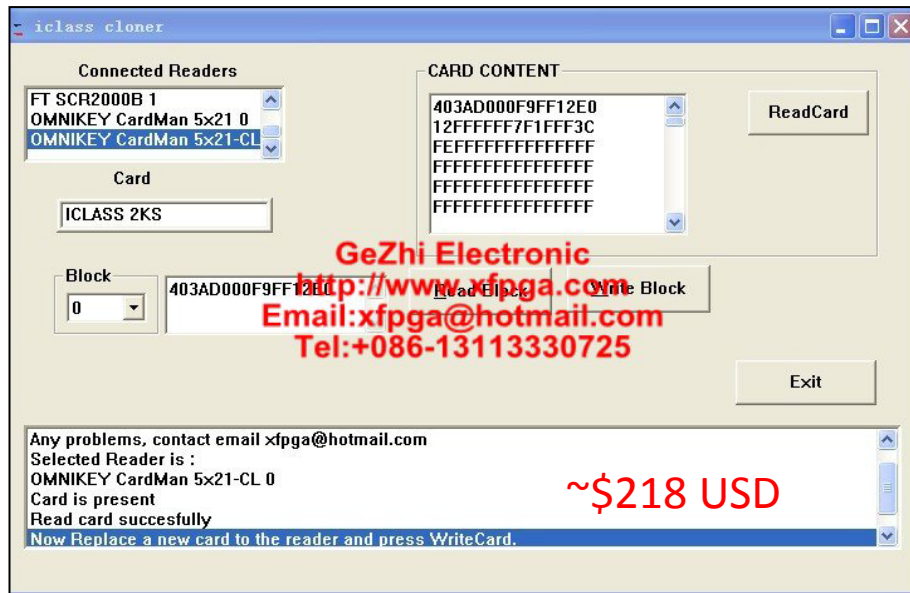 iclass cloner
Connected Readers
FT SCR2000B 1
OMNIKEY CardMan 5x21 0
OMNIKEY CardMan 5x21-CL
Card
ICLASS 2KS
CARD CONTENT
403AD000F9FF12E0
12FFFFFF7F1FFF3C
FEFFFFFFFFFFFFFF
FFFFFFFFFFFFFFFF
FFFFFFFFFFFFFFFF
FFFFFFFFFFFFFFFF
ReadCard
GeZhi Electronic
http://www.xfpga.com
Email:xfpga@hotmail.com
Tel:+086-13113330725
Block
0
403AD000F9FF12E0
Read Block
Write Block
Exit
Any problems, contact email xfpga@hotmail.com
Selected Reader is :
OMNIKEY CardMan 5x21-CL 0
Card is present
Read card succesfully
Now Replace a new card to the reader and press WriteCard.
~$218 USD